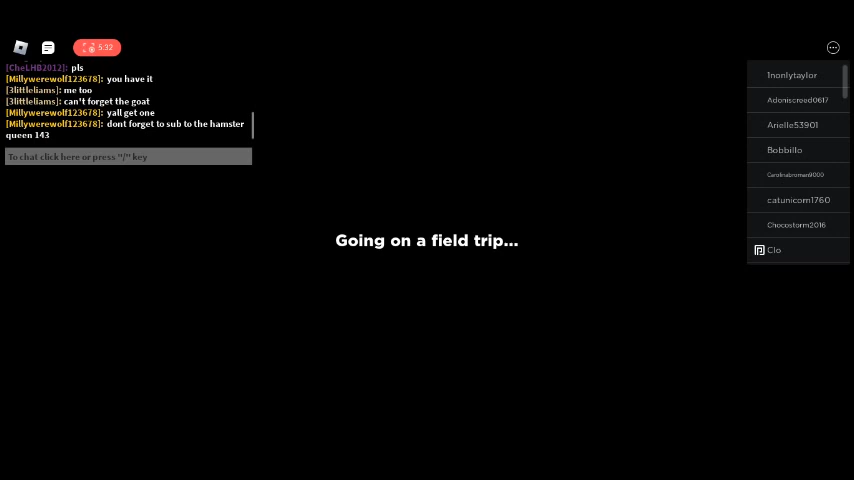 5:32
[CheLHB2012]: pls
[Millywerewolf123678]: you have it
[3littleliams]: me too
[3littleliams]: can't forget the goat
[Millywerewolf123678]: yall get one
[Millywerewolf123678]: dont forget to sub to the hamster
queen 143
To chat click here or press "/" key
Going on a field trip...
1nonlytaylor
Adoniscreed0617
Arielle53901
Bobbillo
Carolinabroman9000
catunicorn1760
Chocostorm2016
Clo